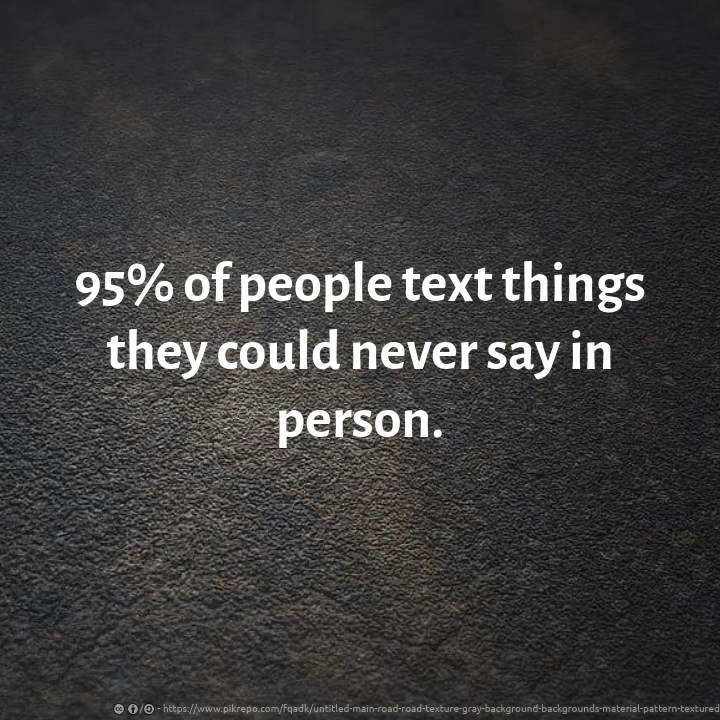 95% of people text things
they could never say in
person.
- https://www.pikrepo.com/fqadk/untitled-main-road-road-texture-gray-background-backgrounds-material-pattern-textured